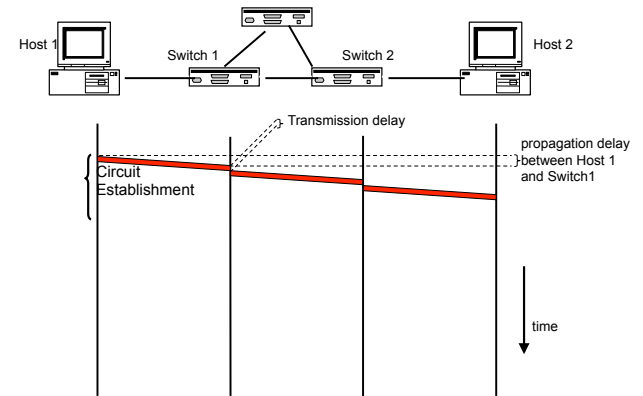 Host 1
Switch 1
Switch 2
Host 2
Transmission delay
propagation delay
between Host 1
and Switch1
Circuit
Establishment
time